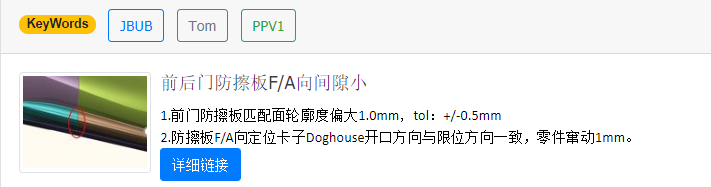 KeyWords JBUB Tom PPV1
前后门防擦板F/A向间隙小
1.前门防擦板匹配面轮廓度偏大1.0mm，tol：+/-0.5mm
2.防擦板F/A向定位卡子Doghouse开口方向与限位方向一致，零件窜动1mm。
详细链接